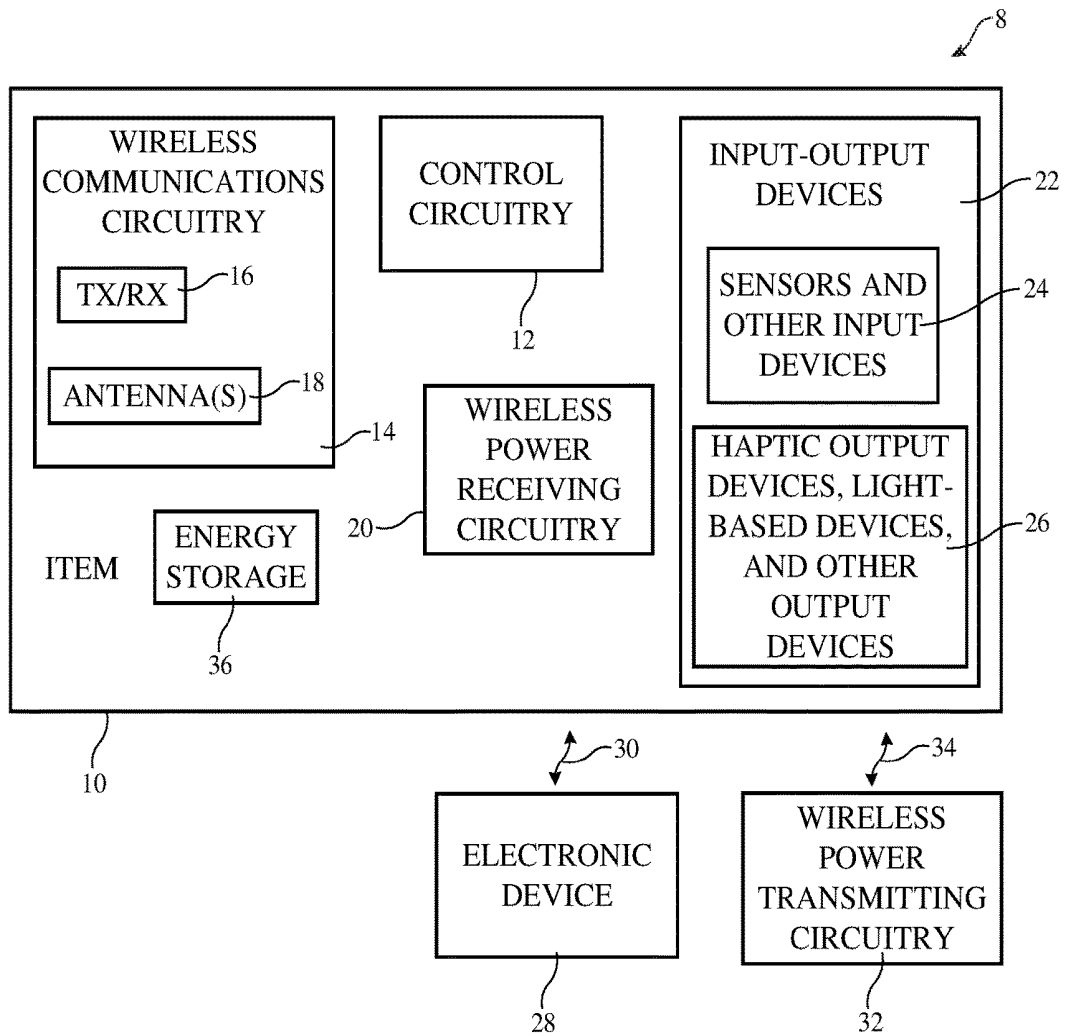 8
WIRELESS
COMMUNICATIONS
CIRCUITRY
TX/RX
16
ANTENNA(S)
18
14
CONTROL
CIRCUITRY
12
INPUT-OUTPUT
DEVICES
22
SENSORS AND
OTHER INPUT
DEVICES
24
WIRELESS
POWER
RECEIVING
CIRCUITRY
20
HAPTIC OUTPUT
DEVICES, LIGHT-
BASED DEVICES,
AND OTHER
OUTPUT
DEVICES
26
ITEM
ENERGY
STORAGE
36
10
30
34
ELECTRONIC
DEVICE
28
WIRELESS
POWER
TRANSMITTING
CIRCUITRY
32